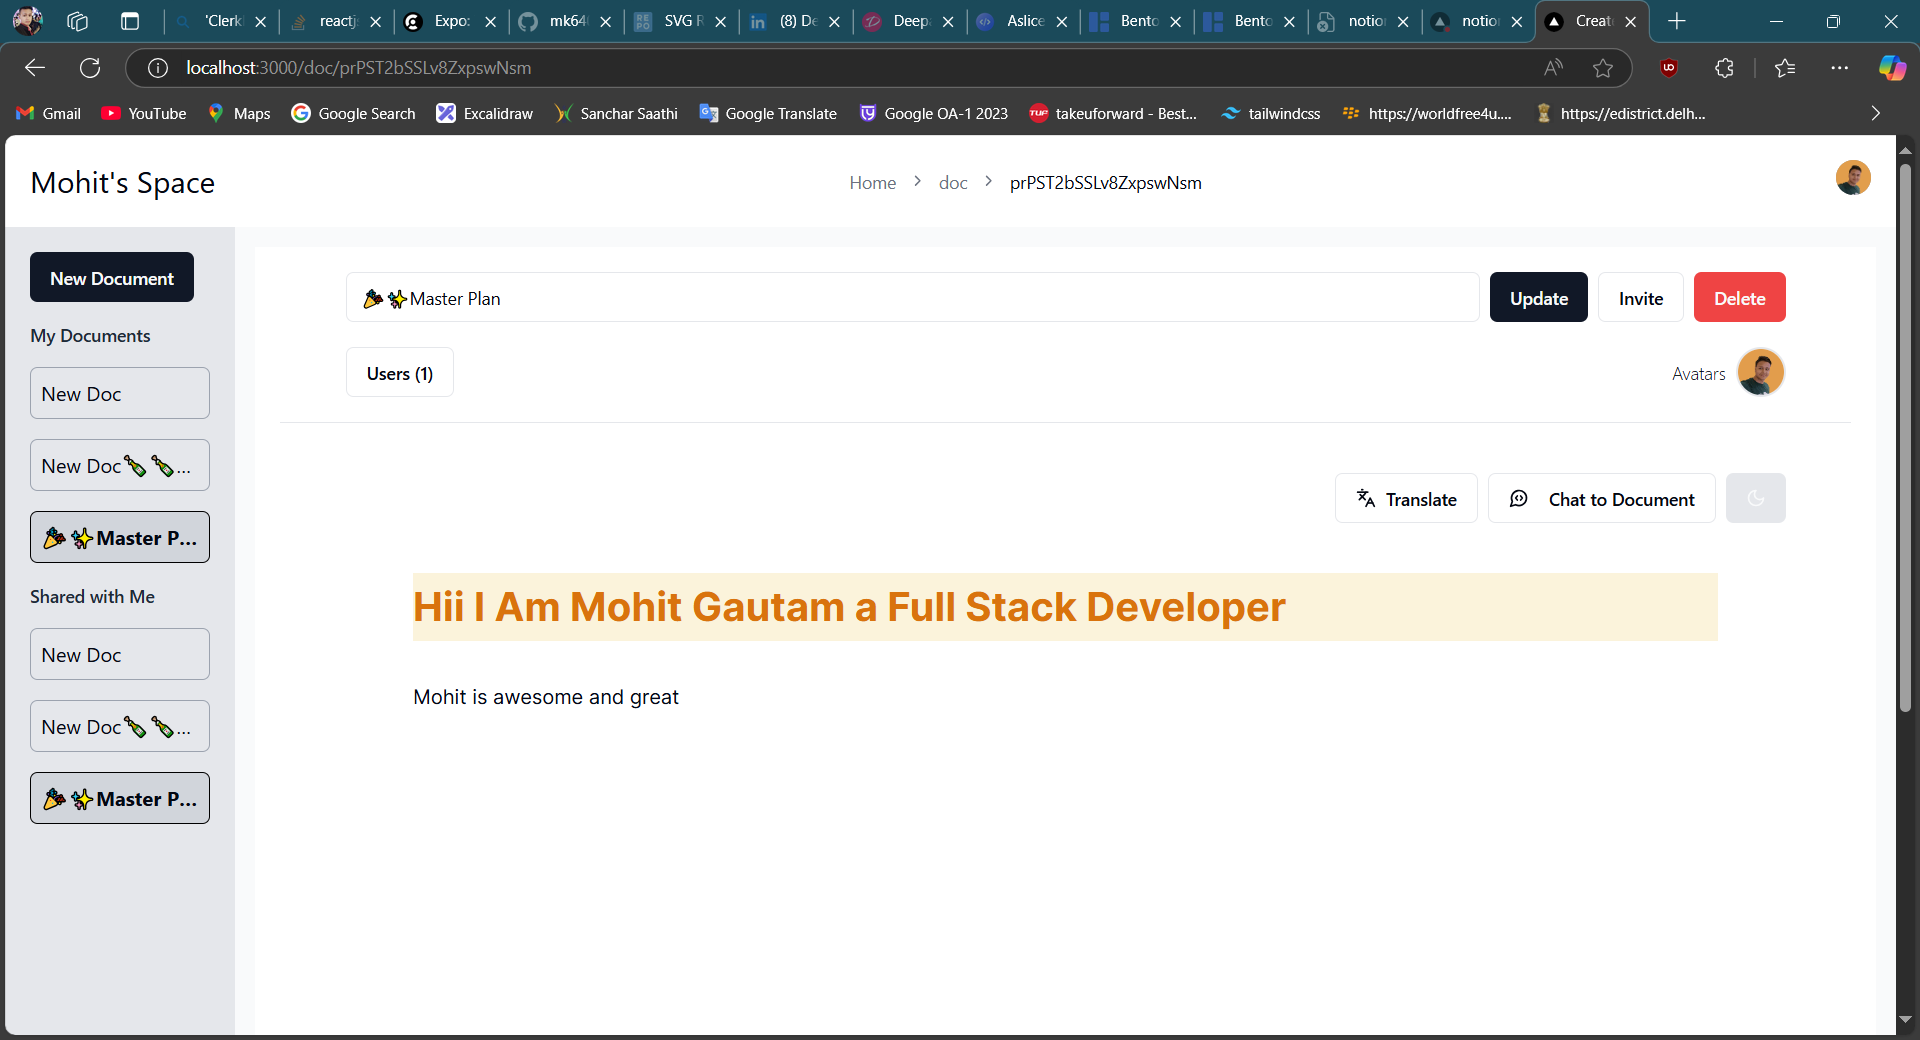 'Clerk
reactj
Expo:
mk64
SVG R
(8) De
Deep
Aslice
Bento
Bento
notion
notion
Creat
localhost:3000/doc/prPST2bSSLv8ZxpswNsm
Gmail
YouTube
Maps
Google Search
Excalidraw
Sanchar Saathi
Google Translate
Google OA-1 2023
takeuforward - Best...
tailwindcss
https://worldfree4u....
https://edistrict.delh...
Mohit's Space
Home > doc > prPST2bSSLv8ZxpswNsm
New Document
My Documents
New Doc
New Doc🍾🍾...
🎉✨Master P...
Shared with Me
New Doc
New Doc🍾🍾...
🎉✨Master P...
🎉✨Master Plan
Update
Invite
Delete
Users (1)
Avatars
Translate
Chat to Document
Hii I Am Mohit Gautam a Full Stack Developer
Mohit is awesome and great